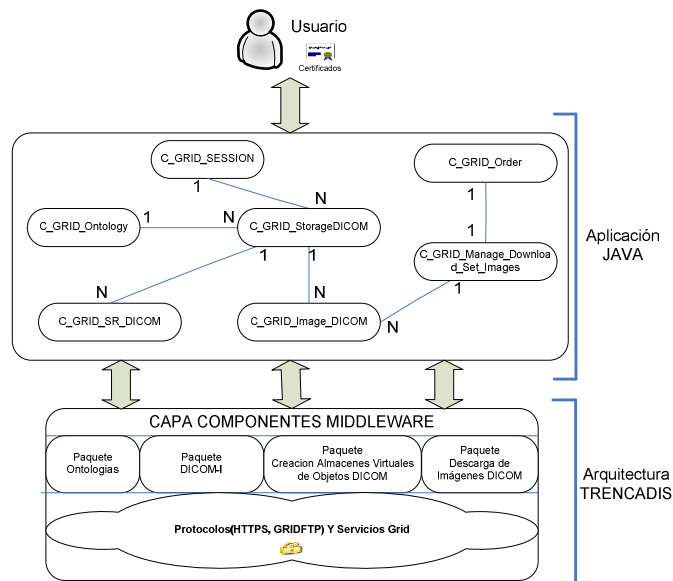 Usuario
Certificados
C_GRID_SESSION
1
N
C_GRID_Order
1
1
C_GRID_Ontology
1
N
C_GRID_StorageDICOM
1
1
C_GRID_Manage_Downloa
d_Set_Images
1
N
N
N
C_GRID_SR_DICOM
C_GRID_Image_DICOM
Aplicación
JAVA
CAPA COMPONENTES MIDDLEWARE
Paquete
Ontologias
Paquete
DICOM-I
Paquete
Creacion Almacenes Virtuales
de Objetos DICOM
Paquete
Descarga de
Imágenes DICOM
Protocolos(HTTPS, GRIDFTP) Y Servicios Grid
Arquitectura
TRENCADIS